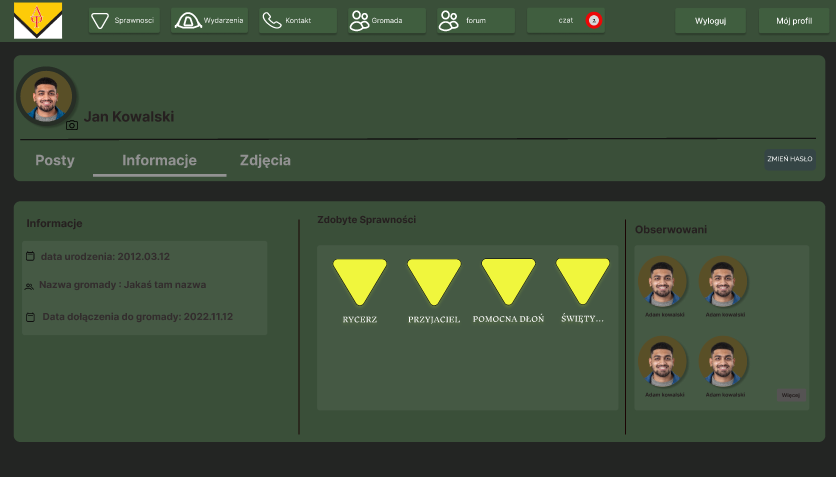 Sprawnosci
Wydarzenia
Kontakt
Gromada
forum
czat
Wyloguj
Mój profil
Jan Kowalski
Posty
Informacje
Zdjęcia
ZMIEŃ HASŁO
Informacje
data urodzenia: 2012.03.12
Nazwa gromady : Jakaś tam nazwa
Data dołączenia do gromady: 2022.11.12
Zdobyte Sprawności
RYCERZ
PRZYJACIEL
POMOCNA DŁOŃ
ŚWIĘTY...
Obserwowani
Adam kowalski
Adam kowalski
Adam kowalski
Adam kowalski
Więcej